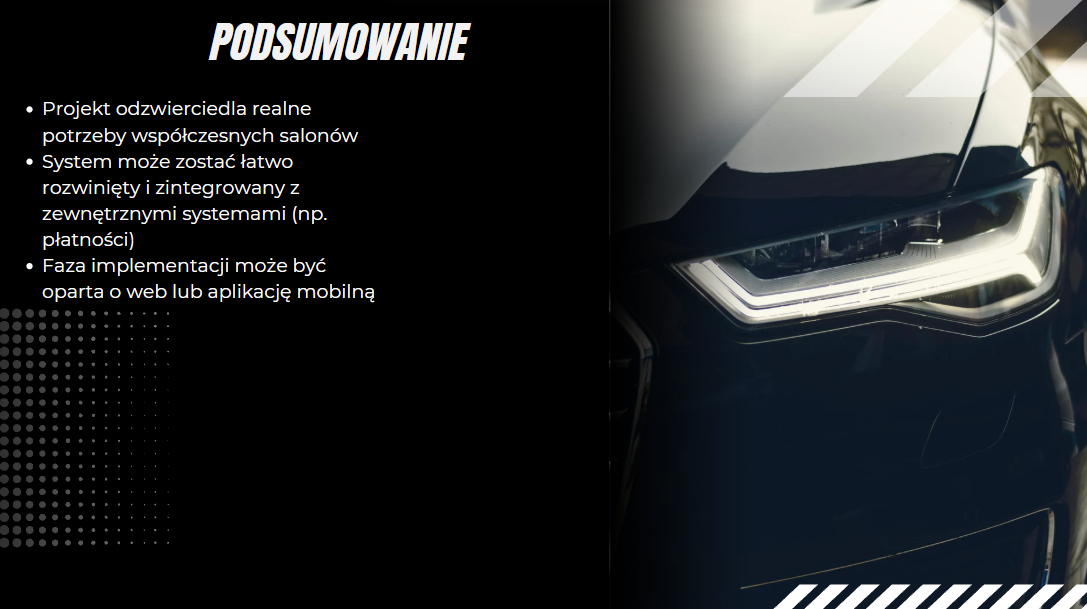 PODSUMOWANIE
• Projekt odzwierciedla realne
potrzeby współczesnych salonów
• System może zostać łatwo
rozwinięty i zintegrowany z
zewnętrznymi systemami (np.
płatności)
• Faza implementacji może być
oparta o web lub aplikację mobilną